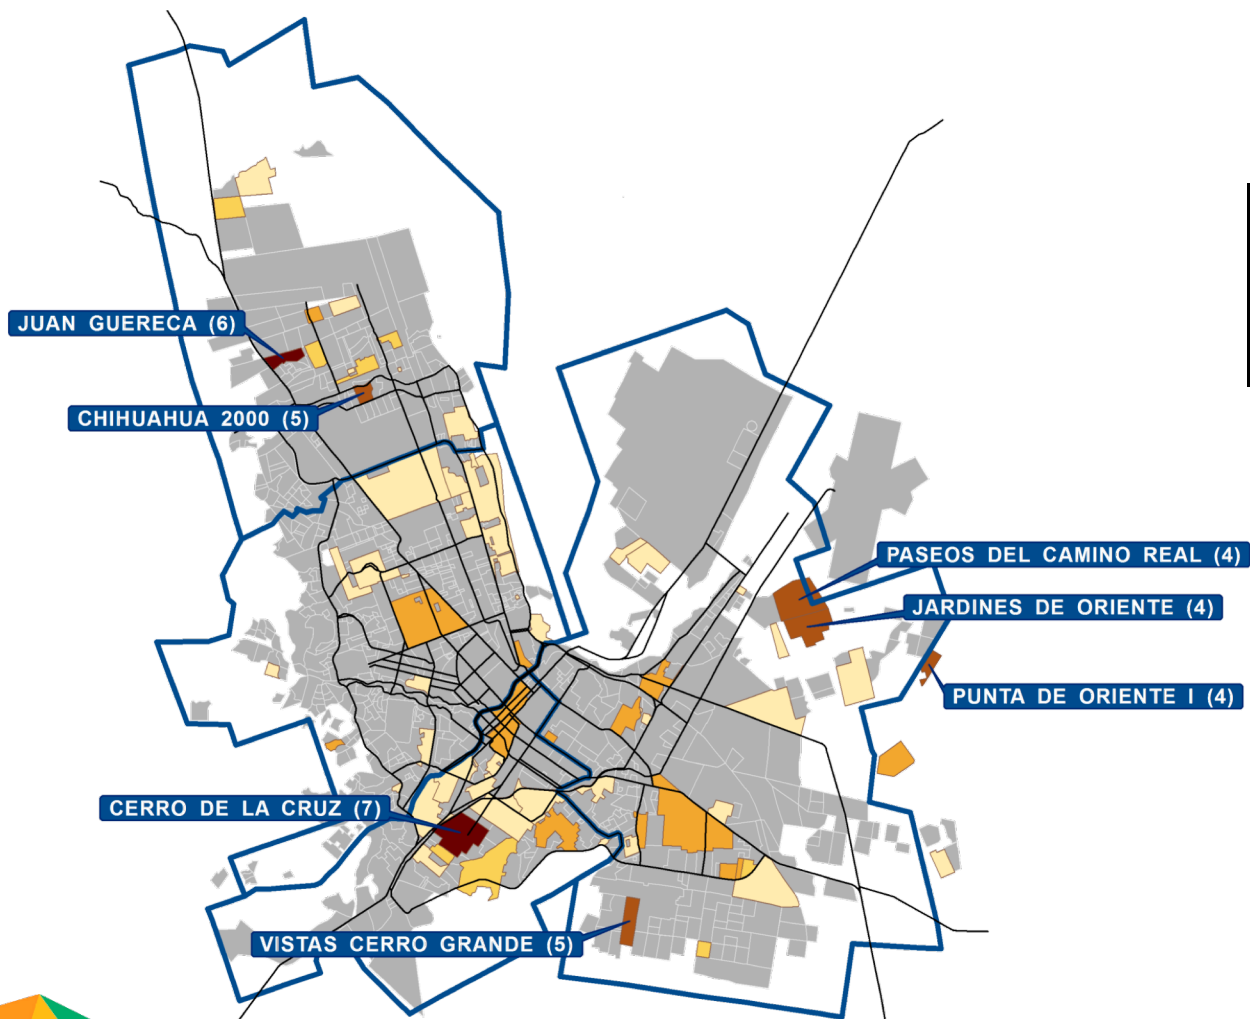 JUAN GUERECA (6)
CHIHUAHUA 2000 (5)
PASEOS DEL CAMINO REAL (4)
JARDINES DE ORIENTE (4)
PUNTA DE ORIENTE I (4)
CERRO DE LA CRUZ (7)
VISTAS CERRO GRANDE (5)